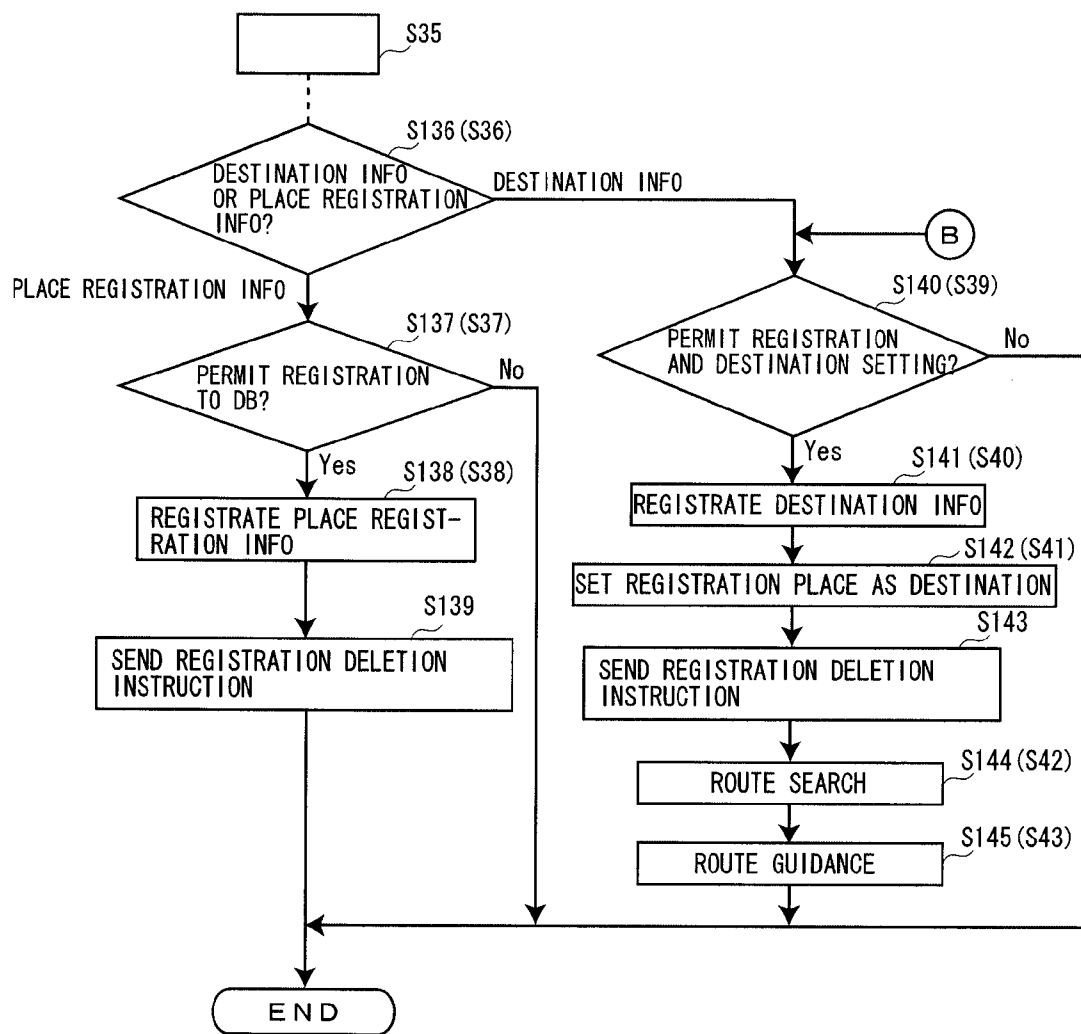 S35
S136(S36)
DESTINATION INFO
OR PLACE REGISTRATION
INFO?
DESTINATION INFO
B
PLACE REGISTRATION INFO
S137(S37)
PERMIT REGISTRATION
TO DB?
No
Yes
S138(S38)
REGISTRATE PLACE REGIST-
RATION INFO
S139
SEND REGISTRATION DELETION
INSTRUCTION
S140(S39)
PERMIT REGISTRATION
AND DESTINATION SETTING?
No
Yes
S141(S40)
REGISTRATE DESTINATION INFO
S142(S41)
SET REGISTRATION PLACE AS DESTINATION
S143
SEND REGISTRATION DELETION
INSTRUCTION
S144(S42)
ROUTE SEARCH
S145(S43)
ROUTE GUIDANCE
END